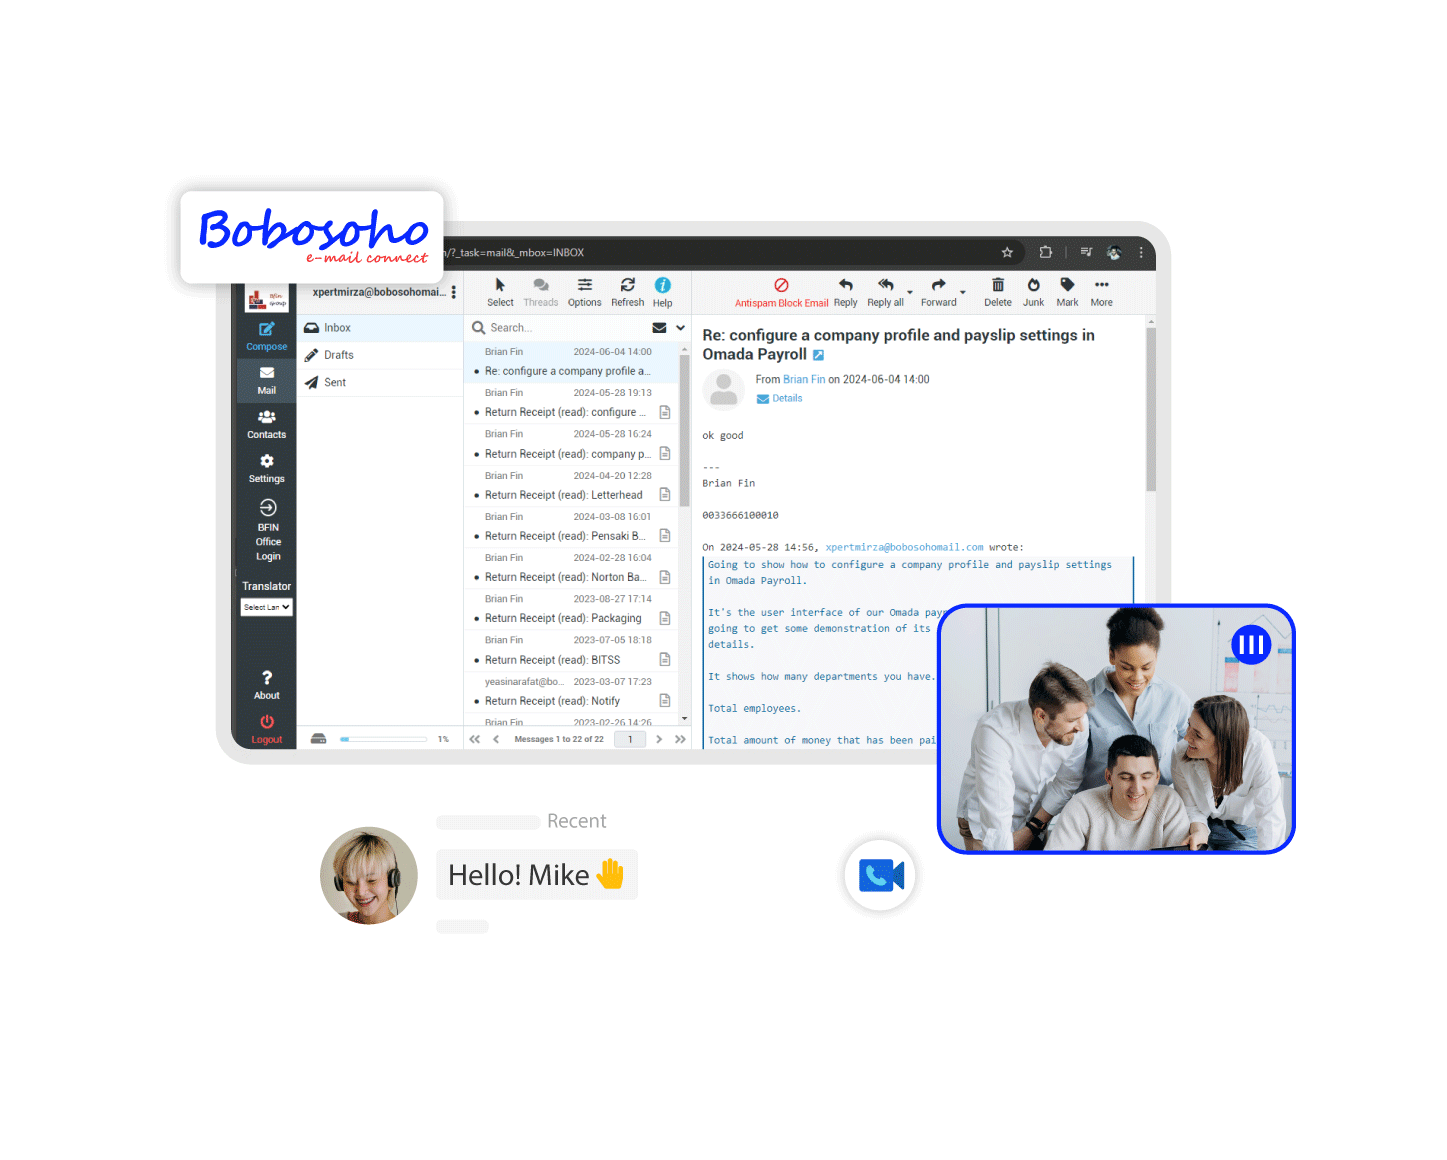 Bobosoho
e-mail connect
n/?_task=mail&_mbox=INBOX
xpertmirza@bobosohomai...
Select
Threads
Options
Refresh
Help
Antispam Block Email
Reply
Reply all
Forward
Delete
Junk
Mark
More
Compose
Mail
Contacts
Settings
BFIN
Office
Login
Translator
Select Lan
About
Logout
Inbox
Drafts
Sent
1%
Search...
Brian Fin 2024-06-04 14:00
Re: configure a company profile a...
Brian Fin 2024-05-28 19:13
Return Receipt (read): configure ...
Brian Fin 2024-05-28 16:24
Return Receipt (read): company p...
Brian Fin 2024-04-20 12:28
Return Receipt (read): Letterhead
Brian Fin 2024-03-08 16:01
Return Receipt (read): Pensaki B...
Brian Fin 2024-02-28 16:04
Return Receipt (read): Norton Ba...
Brian Fin 2023-08-27 17:14
Return Receipt (read): Packaging
Brian Fin 2023-07-05 18:18
Return Receipt (read): BITSS
yeasinarafat@bo... 2023-03-07 17:23
Return Receipt (read): Notify
Brian Fin 2023-02-26 14:26
Messages 1 to 22 of 22
1
Re: configure a company profile and payslip settings in
Omada Payroll
From Brian Fin on 2024-06-04 14:00
Details
ok good
---
Brian Fin
0033666100010
On 2024-05-28 14:56, xpertmirza@bobosohomail.com wrote:
Going to show how to configure a company profile and payslip settings
in Omada Payroll.
It's the user interface of our Omada payr
going to get some demonstration of its
details.
It shows how many departments you have.
Total employees.
Total amount of money that has been pai
Recent
Hello! Mike